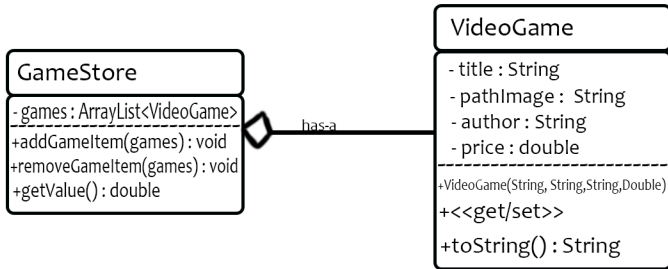 GameStore
- games : ArrayList<VideoGame>
+addGameItem(games) : void
+removeGameItem(games) : void
+getValue() : double
has-a
VideoGame
- title : String
- pathImage : String
- author : String
- price : double
+VideoGame(String, String,String,Double)
+<<get/set>>
+toString() : String